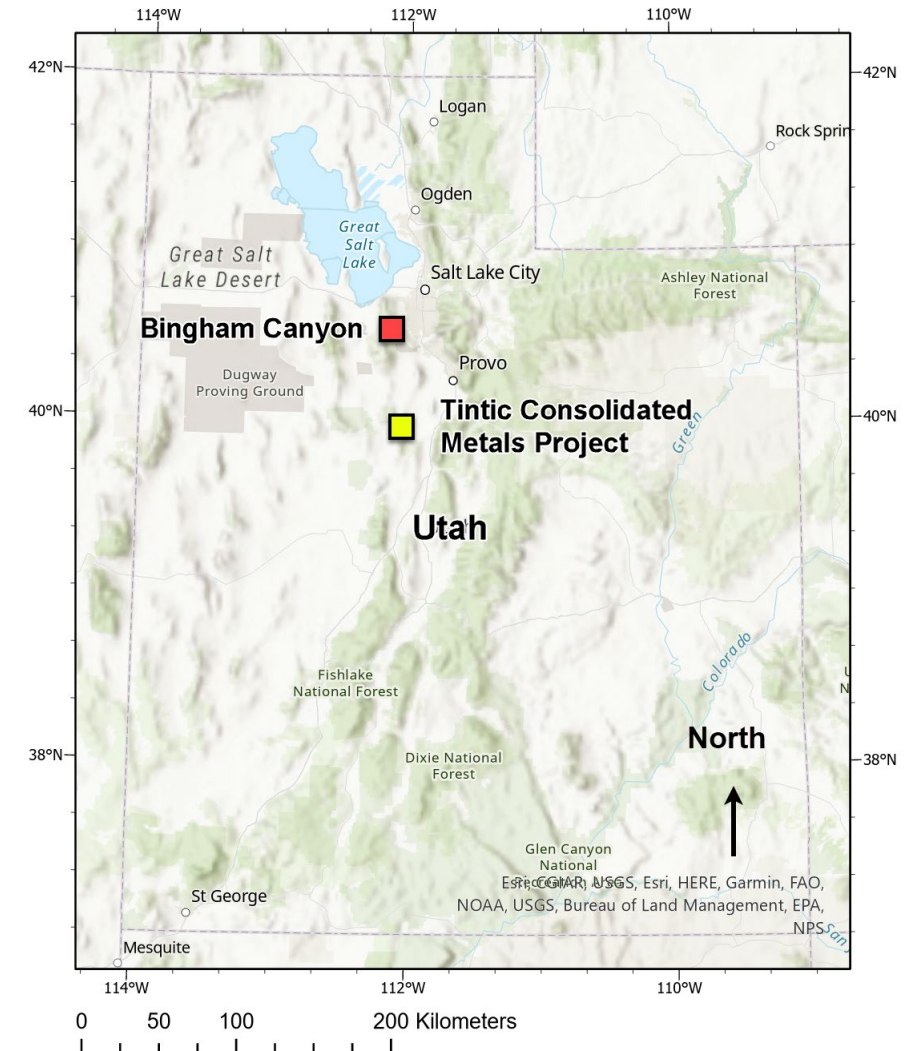 114°W 112°W 110°W
42°N 42°N
Logan
Rock Sprin
Ogden
Great
Salt
Lake
Great Salt
Lake Desert
Salt Lake City
Ashley National
Forest
Bingham Canyon
Provo
Dugway
Proving Ground
40°N 40°N
Tintic Consolidated
Metals Project
Green
Utah
Colorado
Fishlake
National Forest
U
N
North
38°N 38°N
Dixie National
Forest
Glen Canyon
National
Recreation Area
Esri, CGIAR, USGS, Esri, HERE, Garmin, FAO,
NOAA, USGS, Bureau of Land Management, EPA,
NPS
San
St George
Mesquite
114°W 112°W 110°W
0 50 100 200 Kilometers